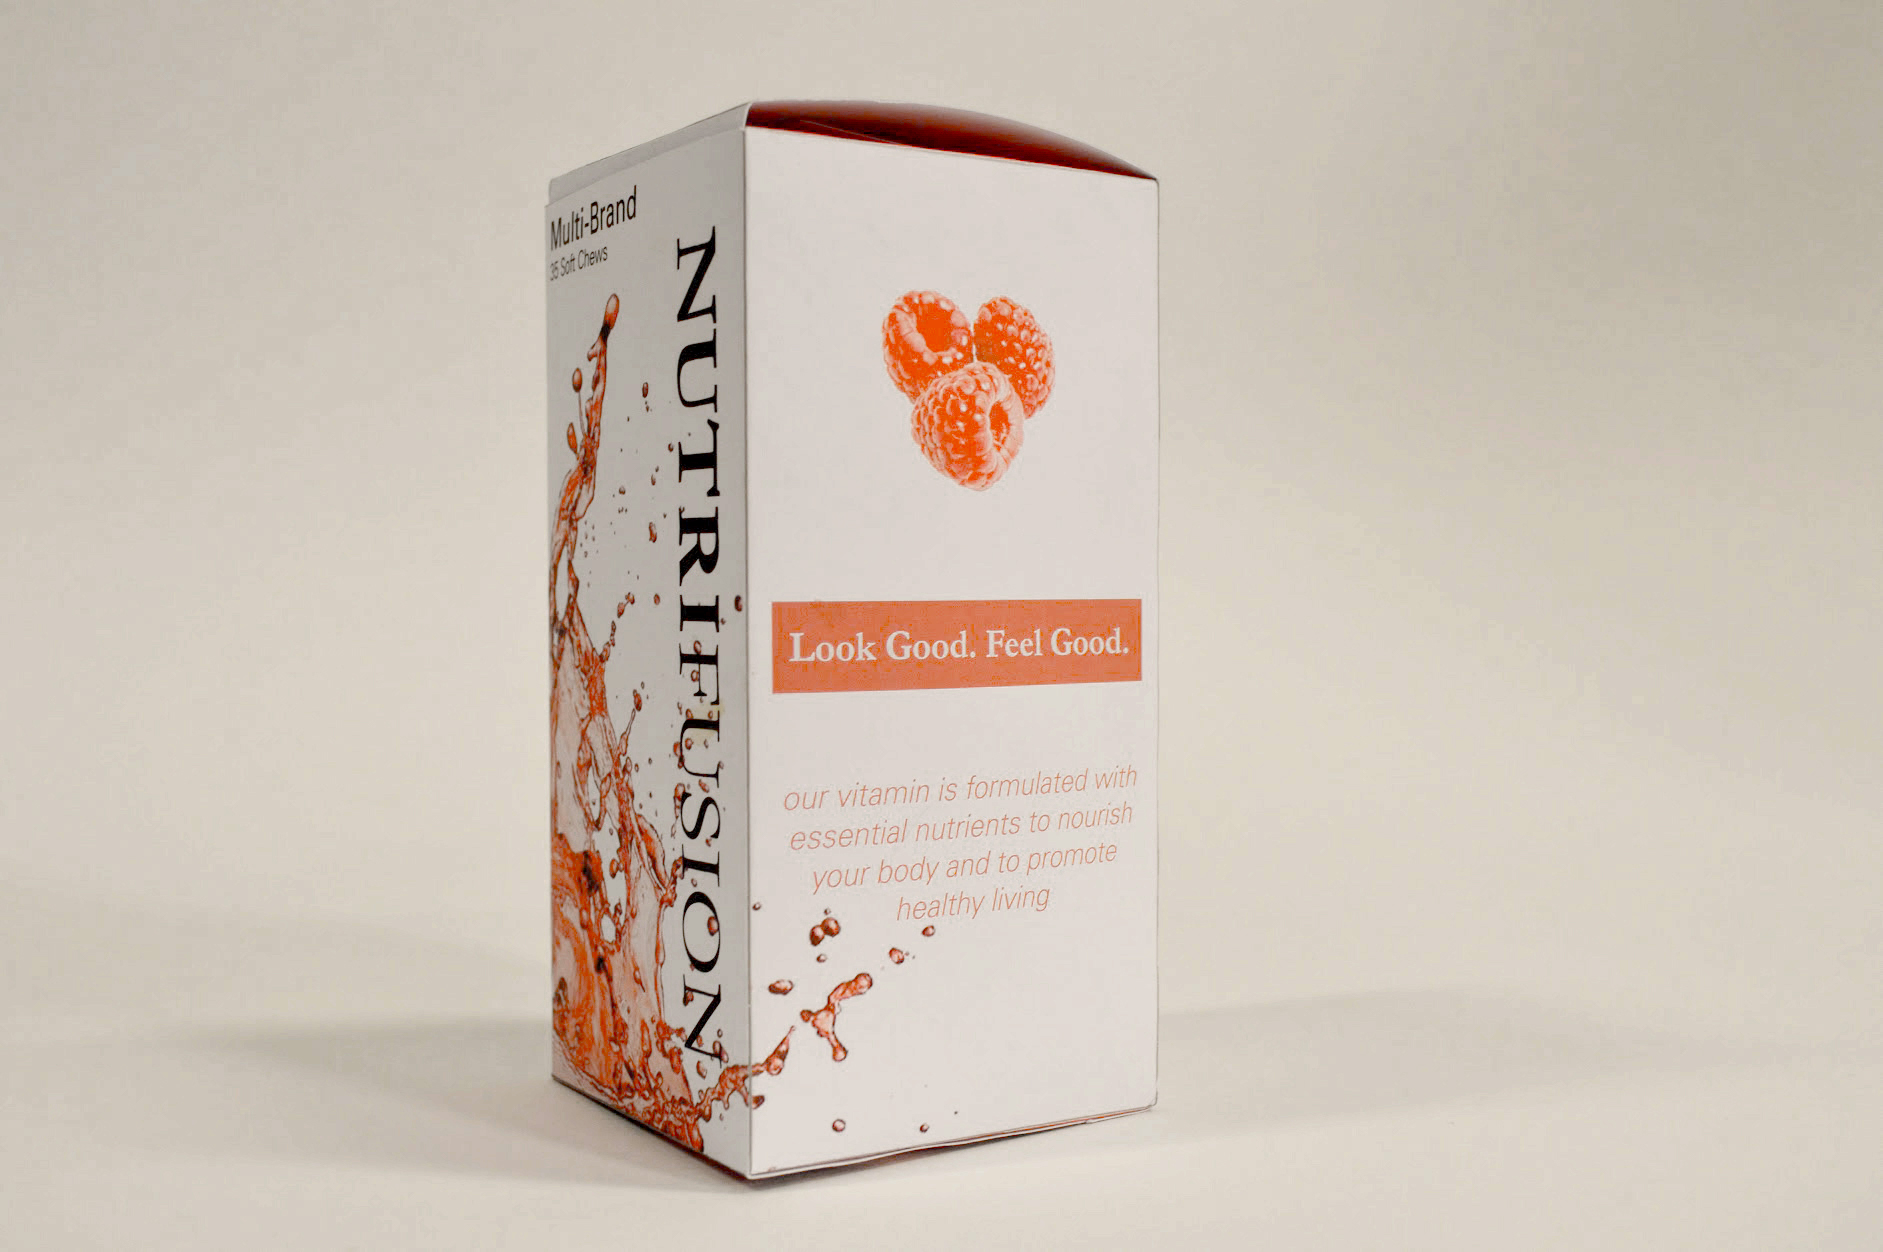 Multi-Brand
35 Soft Chews
NUTRIFUSION
Look Good. Feel Good.
our vitamin is formulated with
essential nutrients to nourish
your body and to promote
healthy living